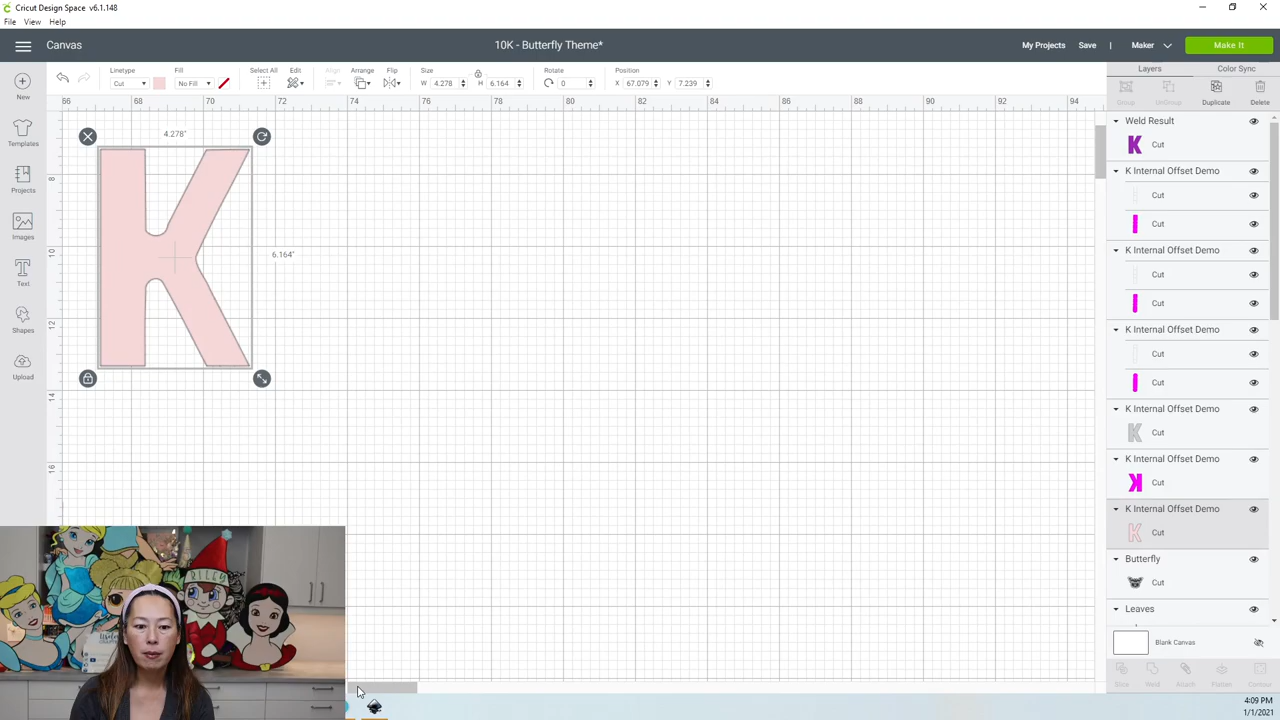 Cricut Design Space v6.1.148
File View Help
Canvas
10K - Butterfly Theme*
My Projects Save | Maker Make It
Linetype Fill Select All Edit Align Arrange Flip Size Rotate Position Layers Color Sync
Cut No Fill W 4.278 H 6.164 0 X 67.079 Y 7.239
Group UnGroup Duplicate Delete
66 68 70 72 74 76 78 80 82 84 86 88 90 92 94
New
Templates
Projects
Images
Text
Shapes
Upload
8
10
12
14
16
4.278"
6.164"
Weld Result
Cut
K Internal Offset Demo
Cut
Cut
K Internal Offset Demo
Cut
Cut
K Internal Offset Demo
Cut
Cut
K Internal Offset Demo
Cut
K Internal Offset Demo
Cut
K Internal Offset Demo
Cut
Butterfly
Cut
Leaves
Blank Canvas
Slice Weld Attach Flatten Contour
RILEY
4:09 PM
1/1/2021